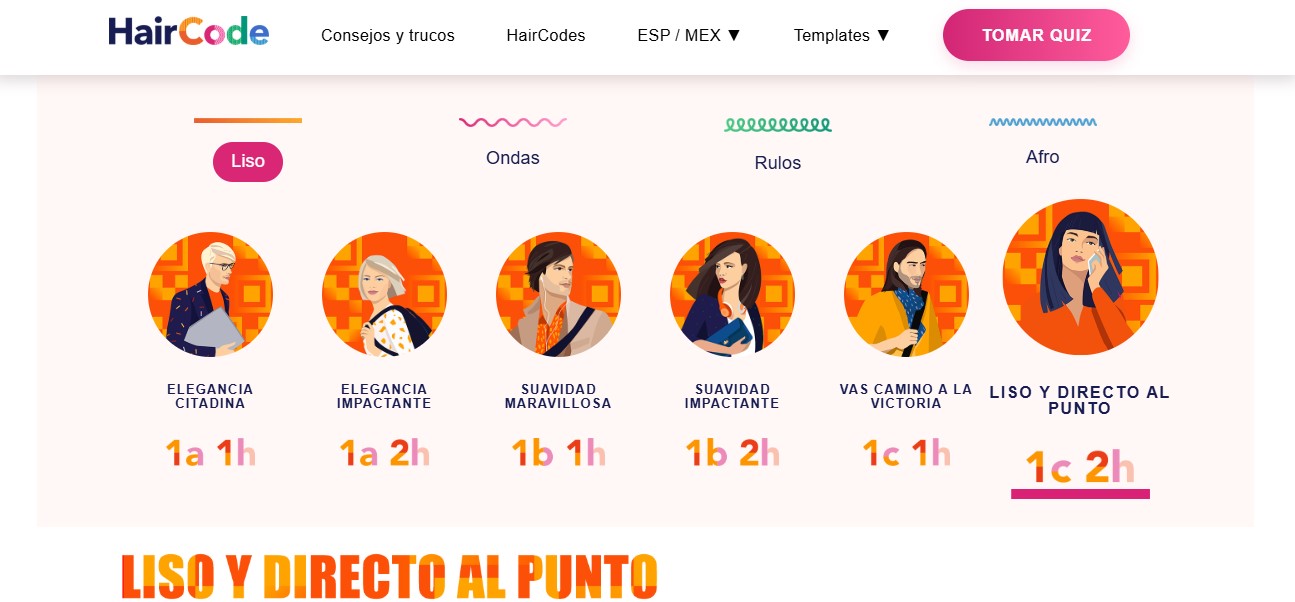 HairCode
Consejos y trucos
HairCodes
ESP / MEX ▼
Templates ▼
TOMAR QUIZ
Liso
Ondas
Rulos
Afro
ELEGANCIA
CITADINA
1a 1h
ELEGANCIA
IMPACTANTE
1a 2h
SUAVIDAD
MARAVILLOSA
1b 1h
SUAVIDAD
IMPACTANTE
1b 2h
VAS CAMINO A LA
VICTORIA
1c 1h
LISO Y DIRECTO AL
PUNTO
1c 2h
LISO Y DIRECTO AL PUNTO